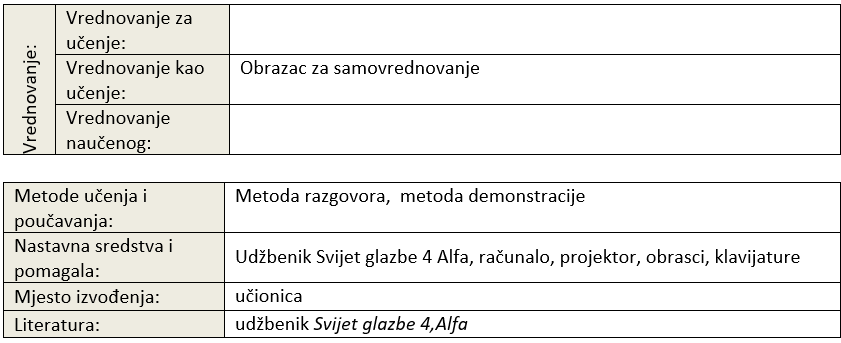 Vrednovanje:
Vrednovanje za
učenje:
Vrednovanje kao
učenje:
Obrazac za samovrednovanje
Vrednovanje
naučenog:
Metode učenja i
poučavanja:
Metoda razgovora,  metoda demonstracije
Nastavna sredstva i
pomagala:
Udžbenik Svijet glazbe 4 Alfa, računalo, projektor, obrasci, klavijature
Mjesto izvođenja:
učionica
Literatura:
udžbenik Svijet glazbe 4,Alfa